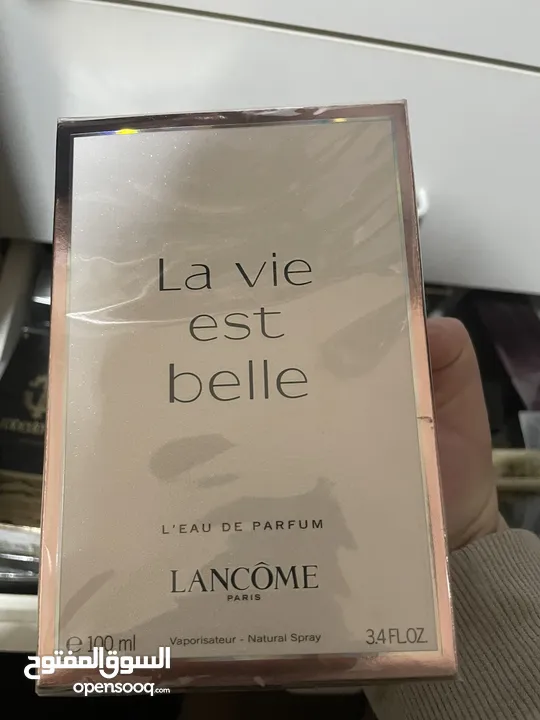 La vie
est
belle
L'EAU DE PARFUM
LANCÔME
PARIS
℮ 100 ml Vaporisateur - Natural Spray 3.4 FL.OZ.
السوق المفتوح
opensooq.com